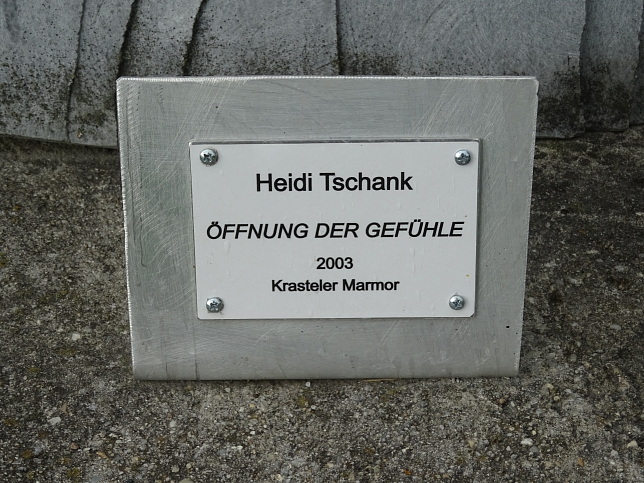 Heidi Tschank
ÖFFNUNG DER GEFÜHLE
2003
Krasteler Marmor